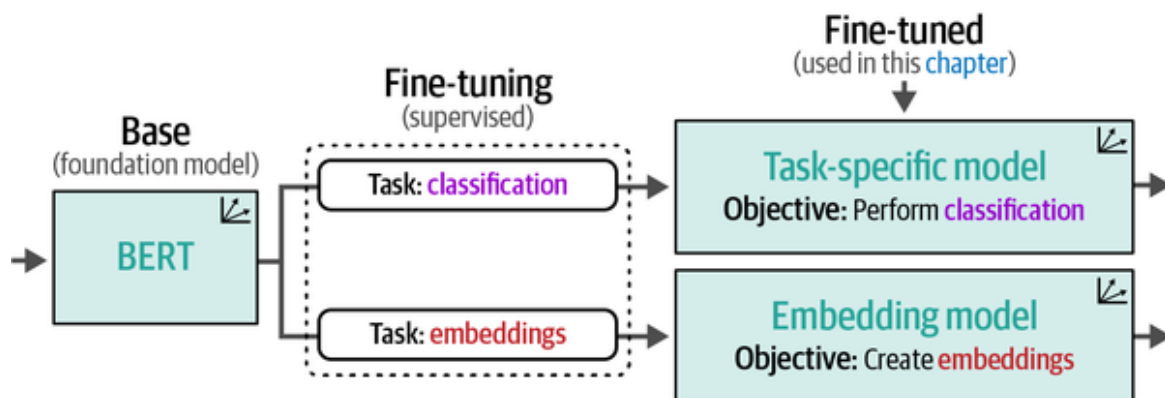 Base
(foundation model)
BERT
Fine-tuning
(supervised)
Task: classification
Task: embeddings
Fine-tuned
(used in this chapter)
Task-specific model
Objective: Perform classification
Embedding model
Objective: Create embeddings